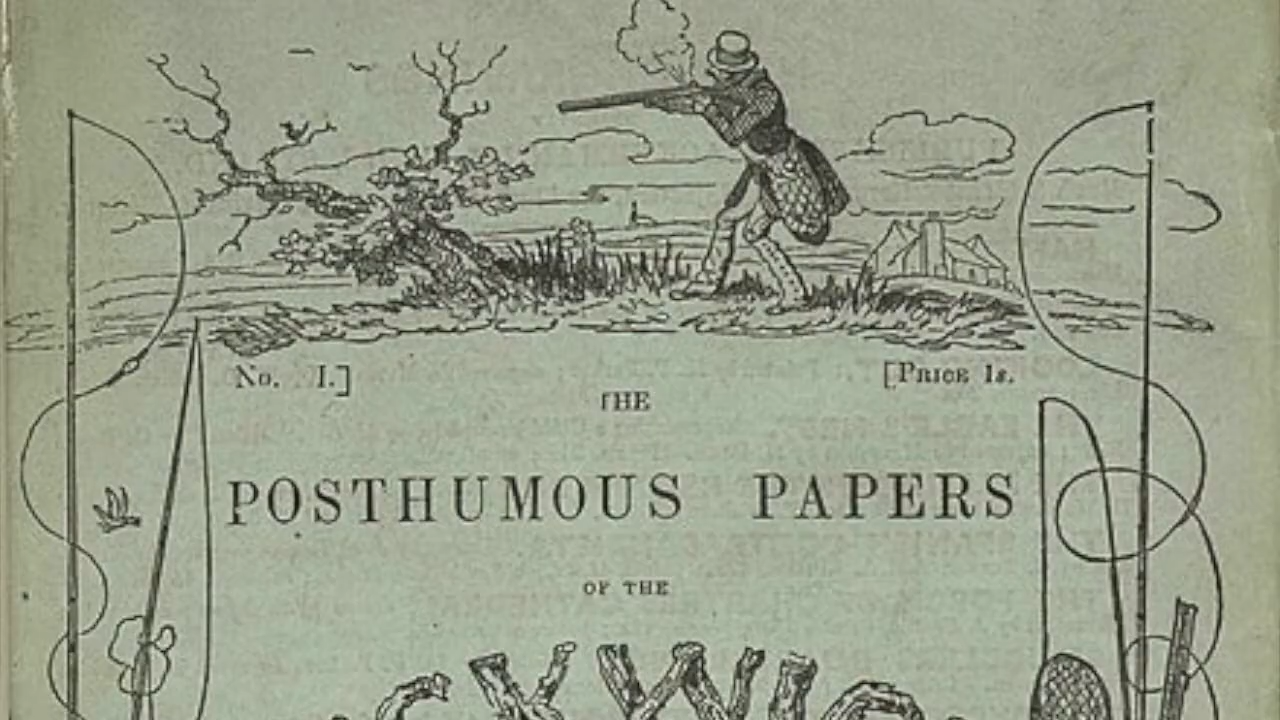 No. I.]
[Price 1s.
THE
POSTHUMOUS PAPERS
OF THE